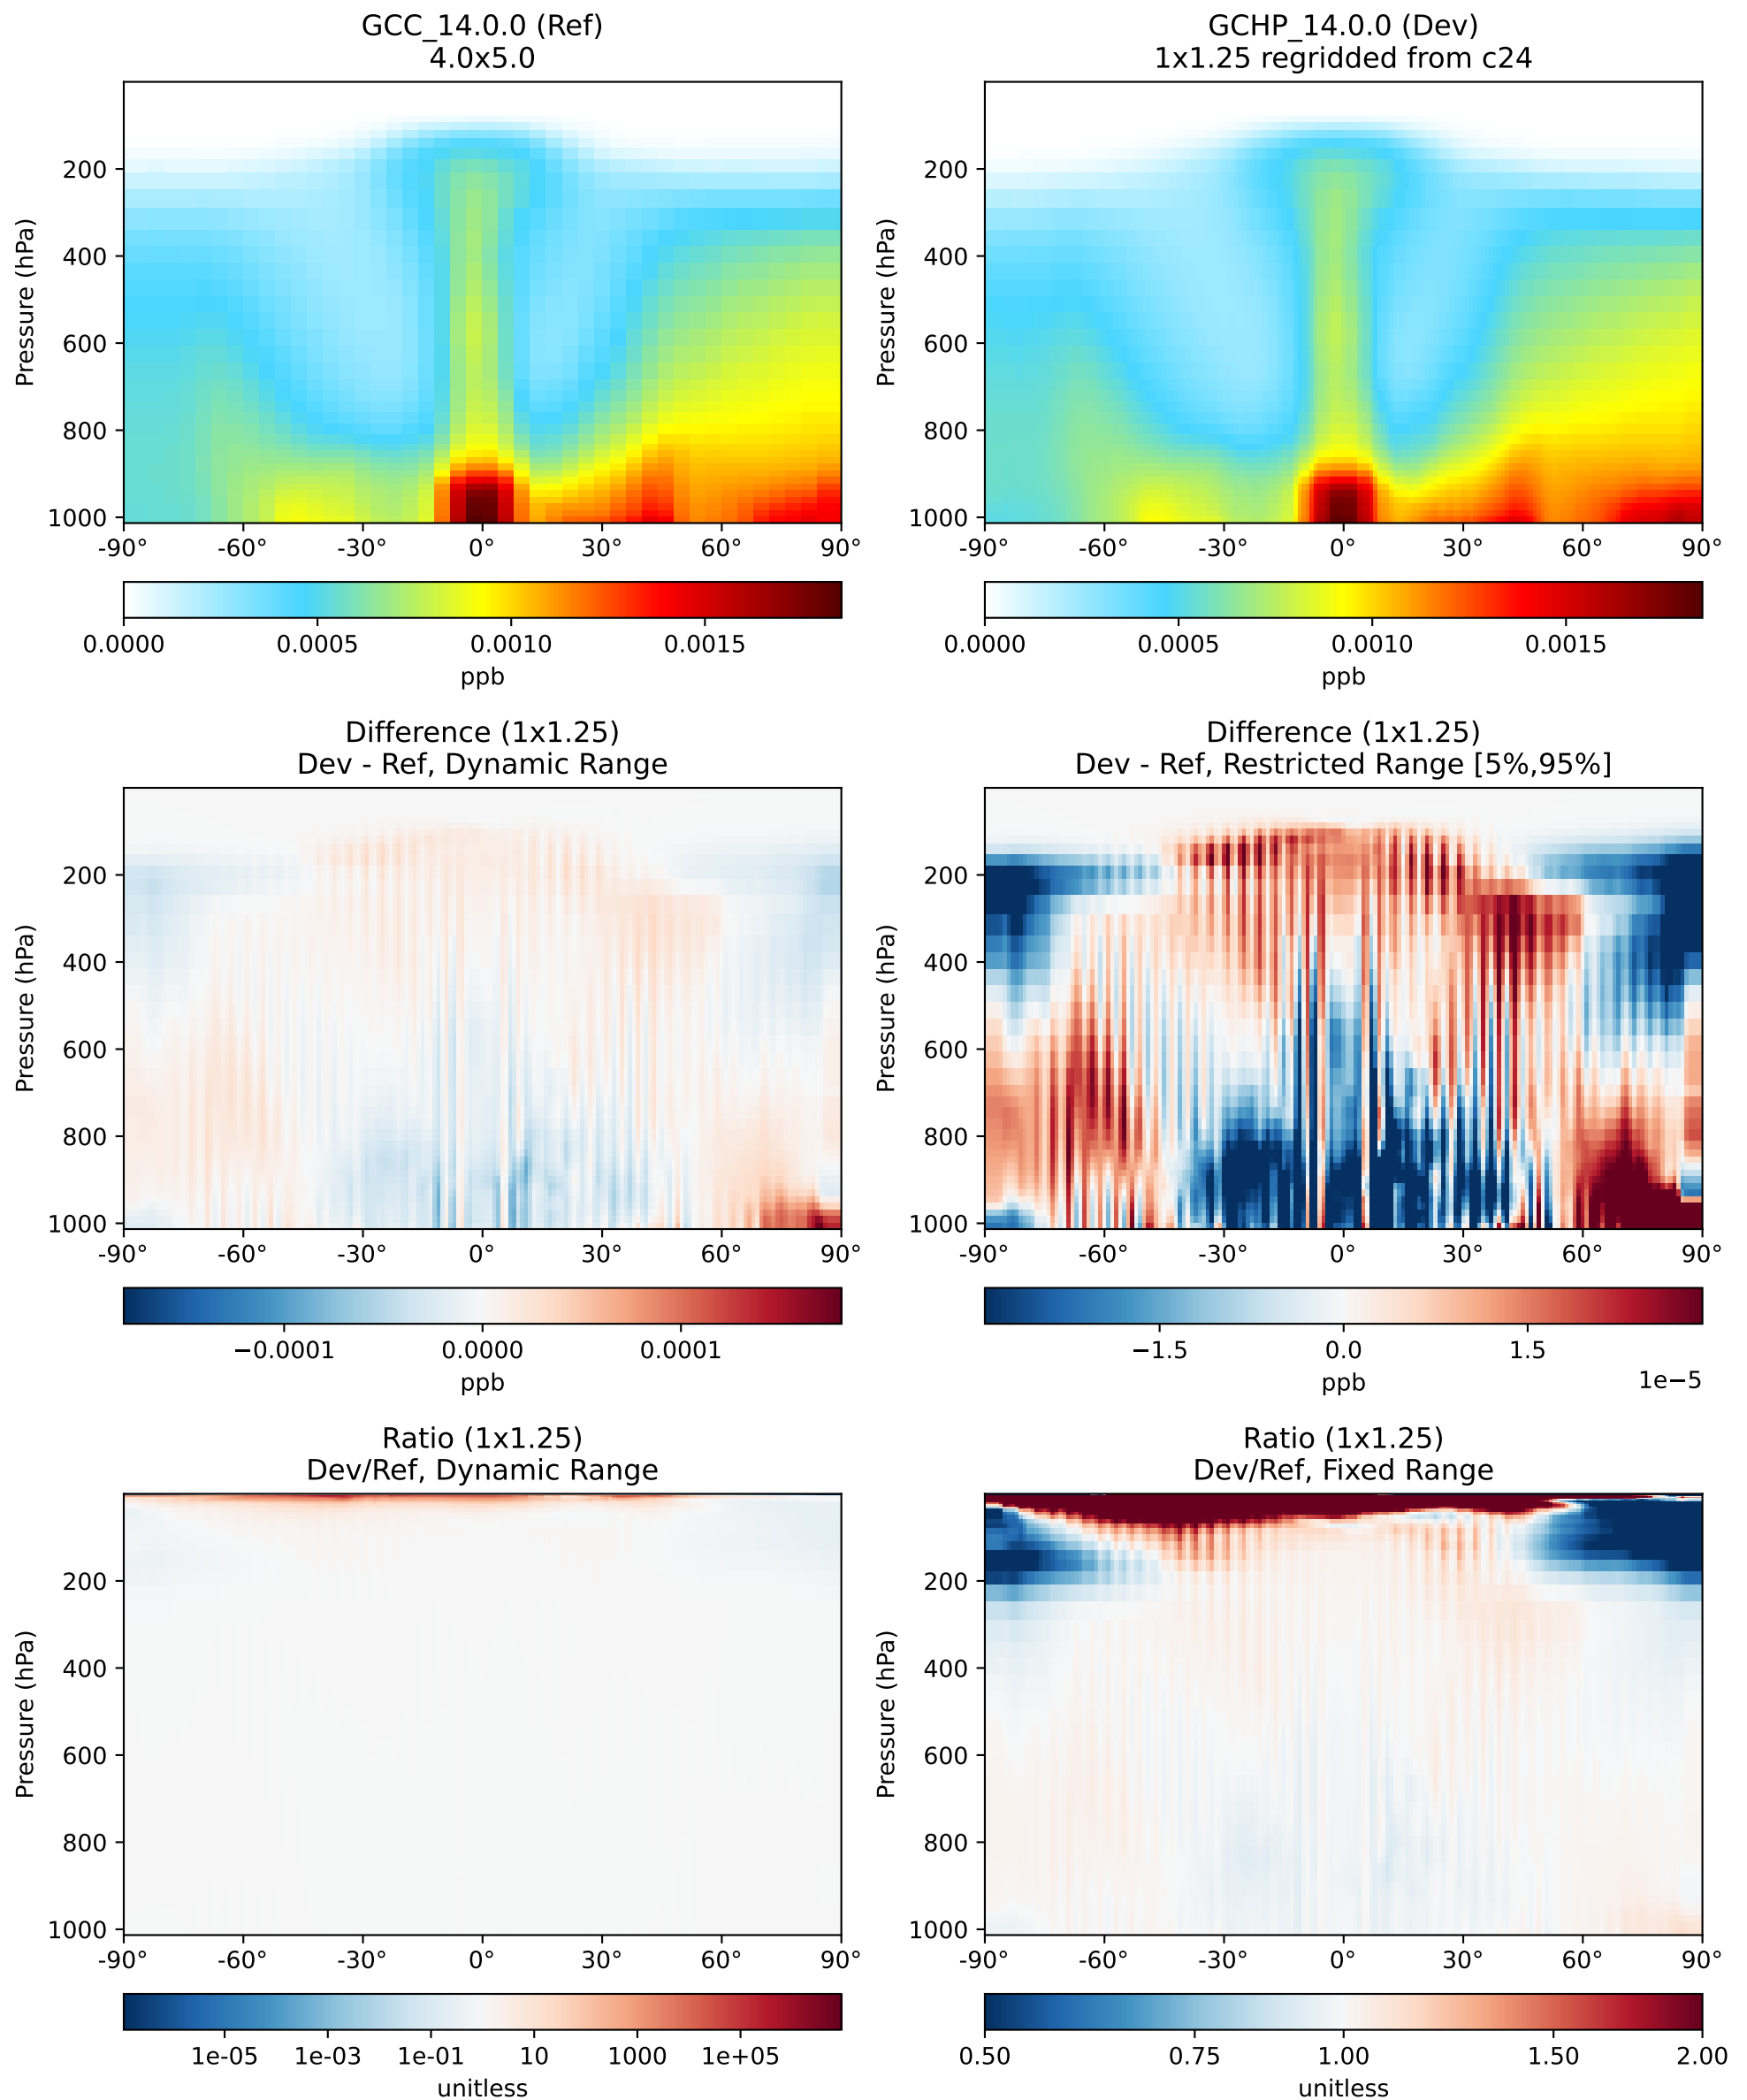 GCC_14.0.0 (Ref)
4.0x5.0
Pressure (hPa)
200
400
600
800
1000
-90° -60° -30° 0° 30° 60° 90°
0.0000 0.0005 0.0010 0.0015
ppb
GCHP_14.0.0 (Dev)
1x1.25 regridded from c24
Pressure (hPa)
200
400
600
800
1000
-90° -60° -30° 0° 30° 60° 90°
0.0000 0.0005 0.0010 0.0015
ppb
Difference (1x1.25)
Dev - Ref, Dynamic Range
Pressure (hPa)
200
400
600
800
1000
-90° -60° -30° 0° 30° 60° 90°
−0.0001 0.0000 0.0001
ppb
Difference (1x1.25)
Dev - Ref, Restricted Range [5%,95%]
Pressure (hPa)
200
400
600
800
1000
-90° -60° -30° 0° 30° 60° 90°
−1.5 0.0 1.5
ppb
1e−5
Ratio (1x1.25)
Dev/Ref, Dynamic Range
Pressure (hPa)
200
400
600
800
1000
-90° -60° -30° 0° 30° 60° 90°
1e-05 1e-03 1e-01 10 1000 1e+05
unitless
Ratio (1x1.25)
Dev/Ref, Fixed Range
Pressure (hPa)
200
400
600
800
1000
-90° -60° -30° 0° 30° 60° 90°
0.50 0.75 1.00 1.50 2.00
unitless